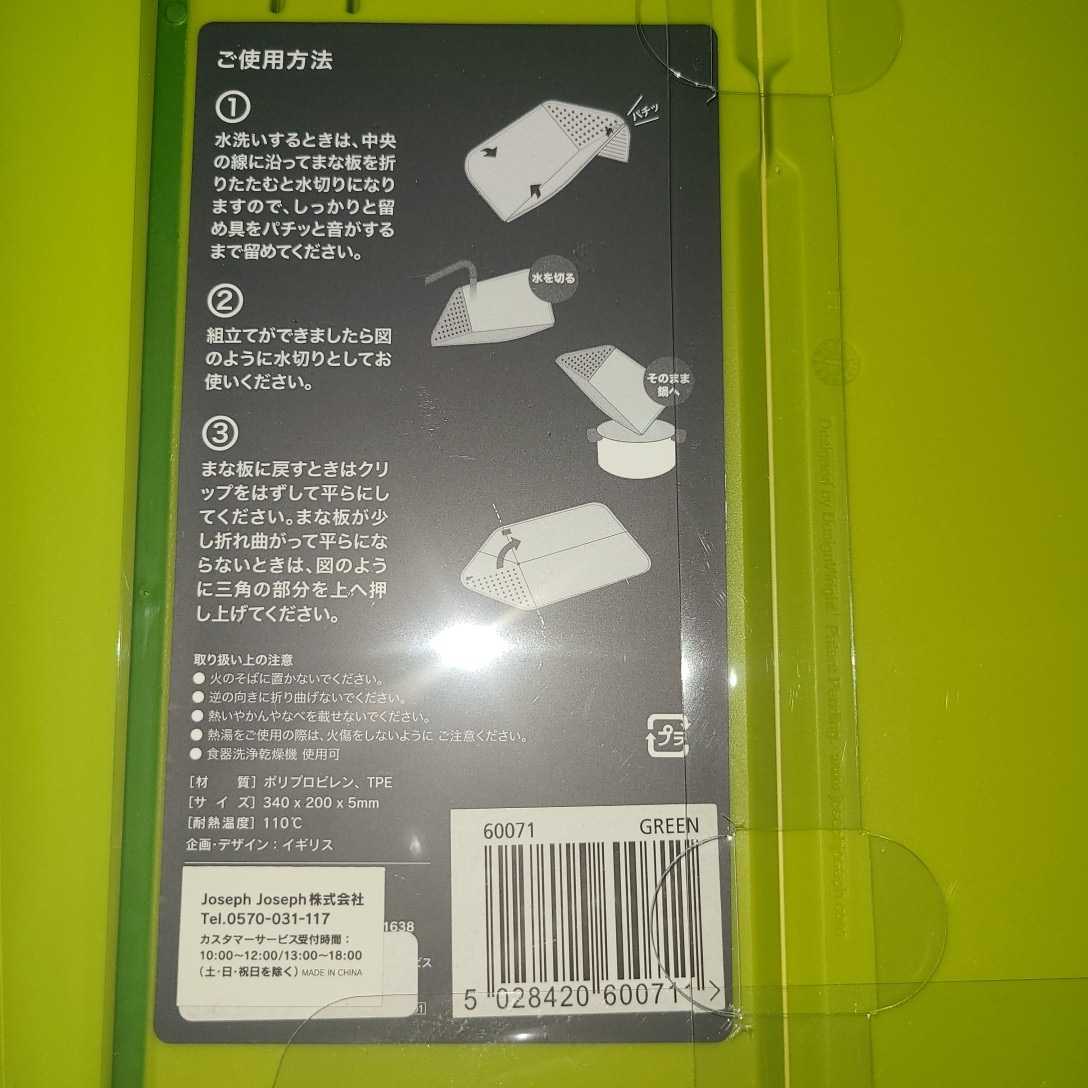 ご使用方法
①
水洗いするときは、中央
の線に沿ってまな板を折
りたたむと水切りになり
ますので、しっかりと留
め具をパチッと音がする
まで留めてください。
パチッ
②
組立てができましたら図
のように水切りとしてお
使いください。
水を切る
そのまま
鍋へ
③
まな板に戻すときはクリ
ップをはずして平らにし
てください。まな板が少
し折れ曲がって平らにな
らないときは、図のよう
に三角の部分を上へ押
し上げてください。
取り扱い上の注意
●火のそばに置かないでください。
●逆の向きに折り曲げないでください。
●熱いやかんやなべを載せないでください。
●熱湯をご使用の際は、火傷をしないように ご注意ください。
●食器洗浄乾燥機 使用可
プラ
[材　質] ポリプロピレン、TPE
[サ イ ズ] 340 x 200 x 5mm
[耐熱温度] 110℃
企画・デザイン：イギリス
Joseph Joseph株式会社
Tel.0570-031-117
カスタマーサービス受付時間：
10:00～12:00/13:00～18:00
（土・日・祝日を除く） MADE IN CHINA
1638
ビス
60071 GREEN
5 028420 600711 >